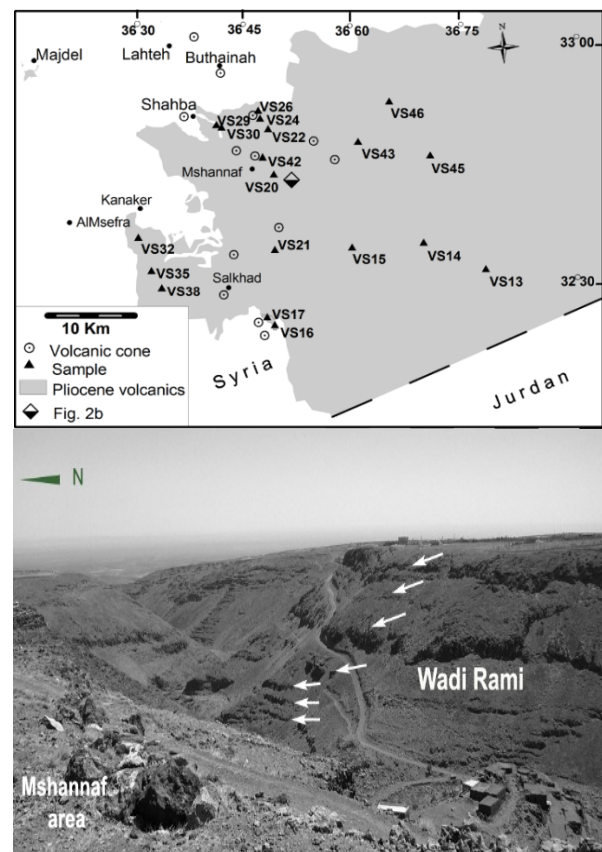 36 30
36 45
36 60
36 75
N
33 00
Majdel
Lahteh
Buthainah
Shahba
VS26
VS29
VS24
VS30
VS22
VS46
VS42
VS43
VS45
Mshannaf
VS20
Kanaker
AlMsefra
VS32
VS21
VS15
VS14
VS35
VS38
Salkhad
VS13
32 30
VS17
VS16
10 Km
Volcanic cone
Sample
Pliocene volcanics
Fig. 2b
Syria
Jurdan
N
Wadi Rami
Mshannaf
area